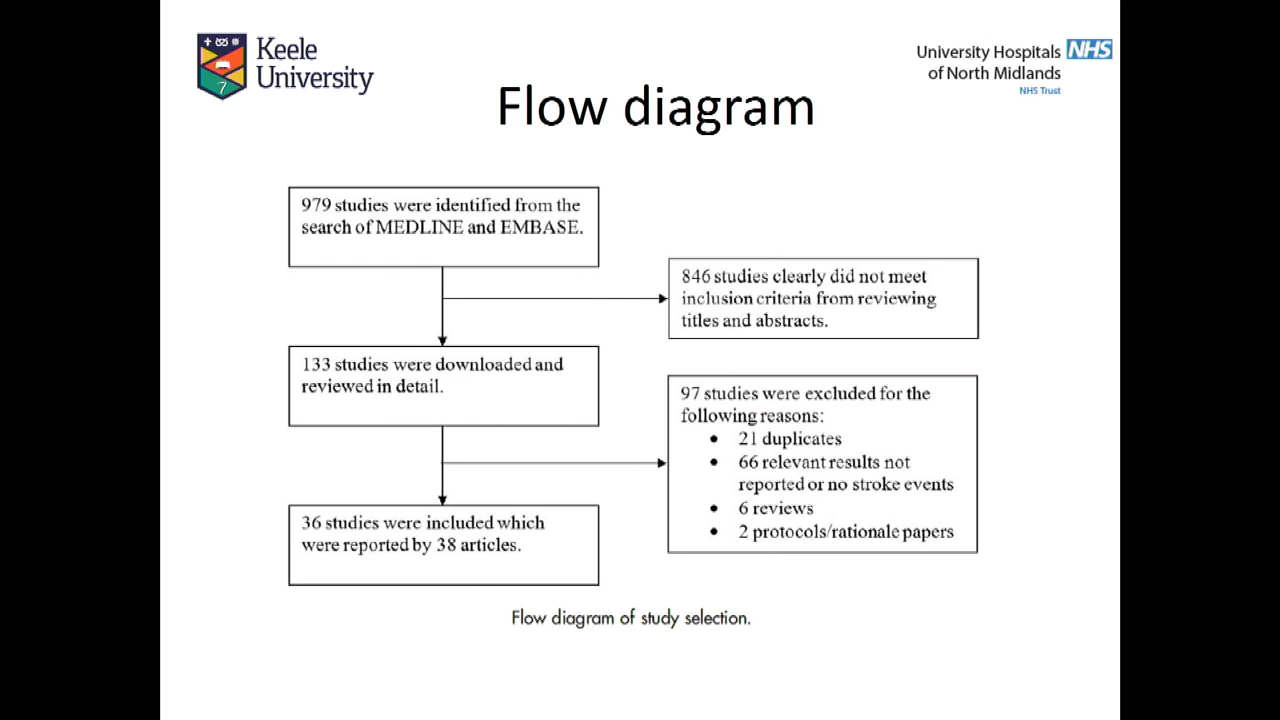 Keele
University
University Hospitals NHS
of North Midlands
NHS Trust
Flow diagram
979 studies were identified from the
search of MEDLINE and EMBASE.
846 studies clearly did not meet
inclusion criteria from reviewing
titles and abstracts.
133 studies were downloaded and
reviewed in detail.
97 studies were excluded for the
following reasons:
• 21 duplicates
• 66 relevant results not
reported or no stroke events
• 6 reviews
• 2 protocols/rationale papers
36 studies were included which
were reported by 38 articles.
Flow diagram of study selection.